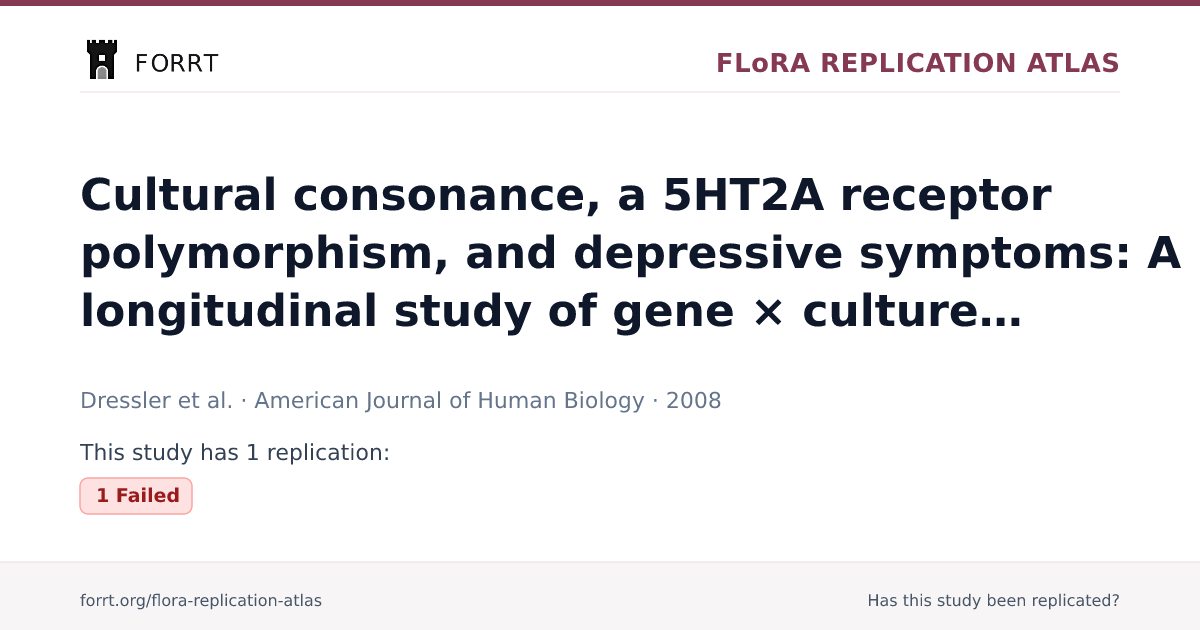 FORRT
FLoRA REPLICATION ATLAS
Cultural consonance, a 5HT2A receptor
polymorphism, and depressive symptoms: A
longitudinal study of gene × culture…
Dressler et al. · American Journal of Human Biology · 2008
This study has 1 replication:
1 Failed
forrt.org/flora-replication-atlas
Has this study been replicated?